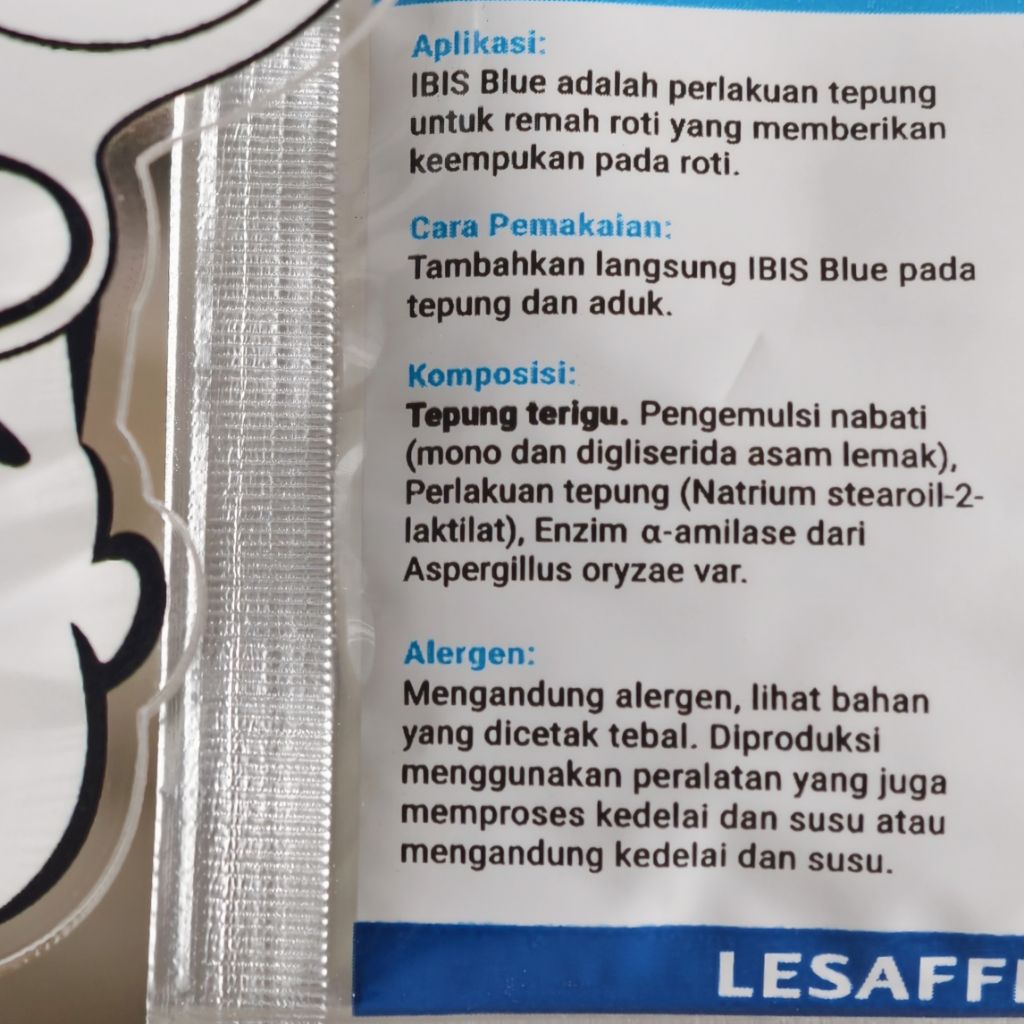 Aplikasi:
IBIS Blue adalah perlakuan tepung
untuk remah roti yang memberikan
keempukan pada roti.
Cara Pemakaian:
Tambahkan langsung IBIS Blue pada
tepung dan aduk.
Komposisi:
Tepung terigu. Pengemulsi nabati
(mono dan digliserida asam lemak),
Perlakuan tepung (Natrium stearoil-2-
laktilat), Enzim α-amilase dari
Aspergillus oryzae var.
Alergen:
Mengandung alergen, lihat bahan
yang dicetak tebal. Diproduksi
menggunakan peralatan yang juga
memproses kedelai dan susu atau
mengandung kedelai dan susu.